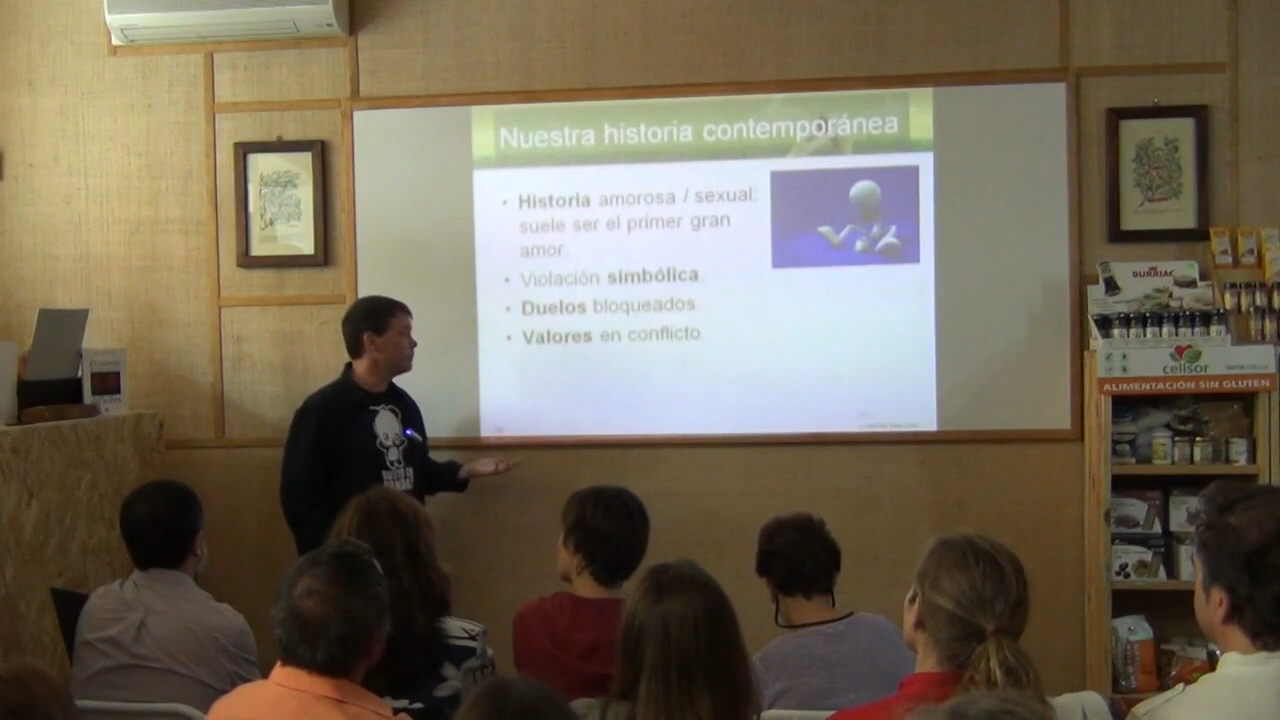 Nuestra historia contemporánea
• Historia amorosa / sexual:
suele ser el primer gran
amor.
• Violación simbólica.
• Duelos bloqueados.
• Valores en conflicto.
BURRIAC
celisor
ALIMENTACIÓN SIN GLUTEN